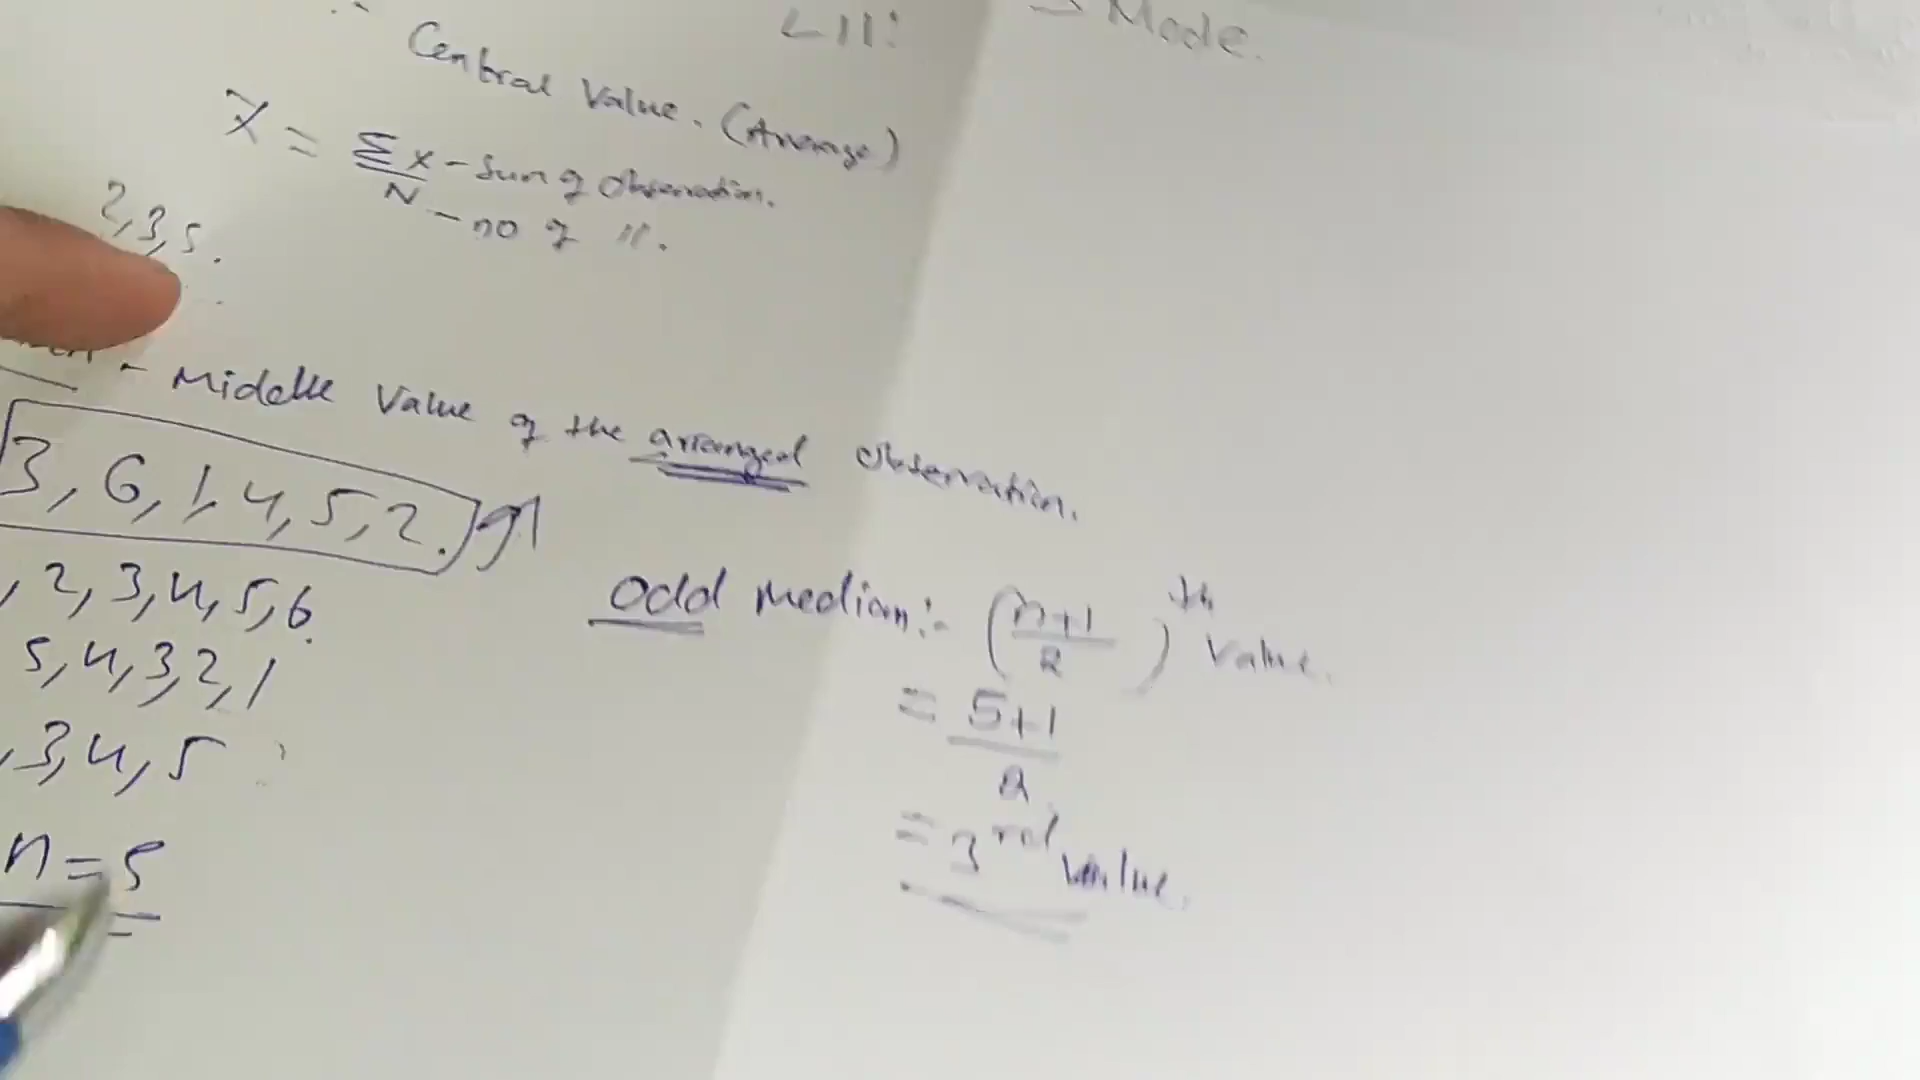 LII:
Mode.
Central Value. (Average)
x̄ = Σx - Sum of observation.
N - no of 〃.
2,3,5.
- Middle Value of the arranged observation.
3, 6, 1, 4, 5, 2.
, 2, 3, 4, 5, 6.
5, 4, 3, 2, 1
, 3, 4, 5
n = 5
=
Odd Median:- (n+1/2)th Value.
= 5+1
2
= 3rd Value.